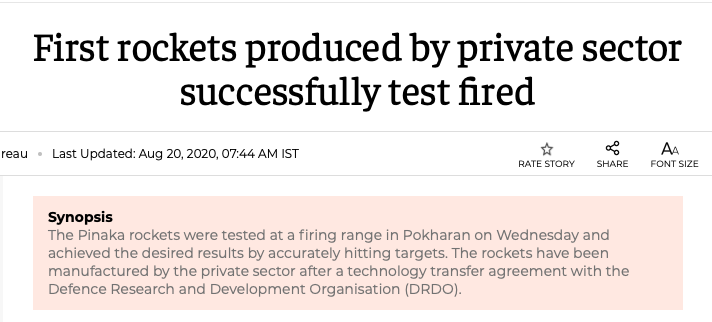 First rockets produced by private sector
successfully test fired
reau • Last Updated: Aug 20, 2020, 07:44 AM IST
RATE STORY SHARE FONT SIZE
Synopsis
The Pinaka rockets were tested at a firing range in Pokharan on Wednesday and
achieved the desired results by accurately hitting targets. The rockets have been
manufactured by the private sector after a technology transfer agreement with the
Defence Research and Development Organisation (DRDO).